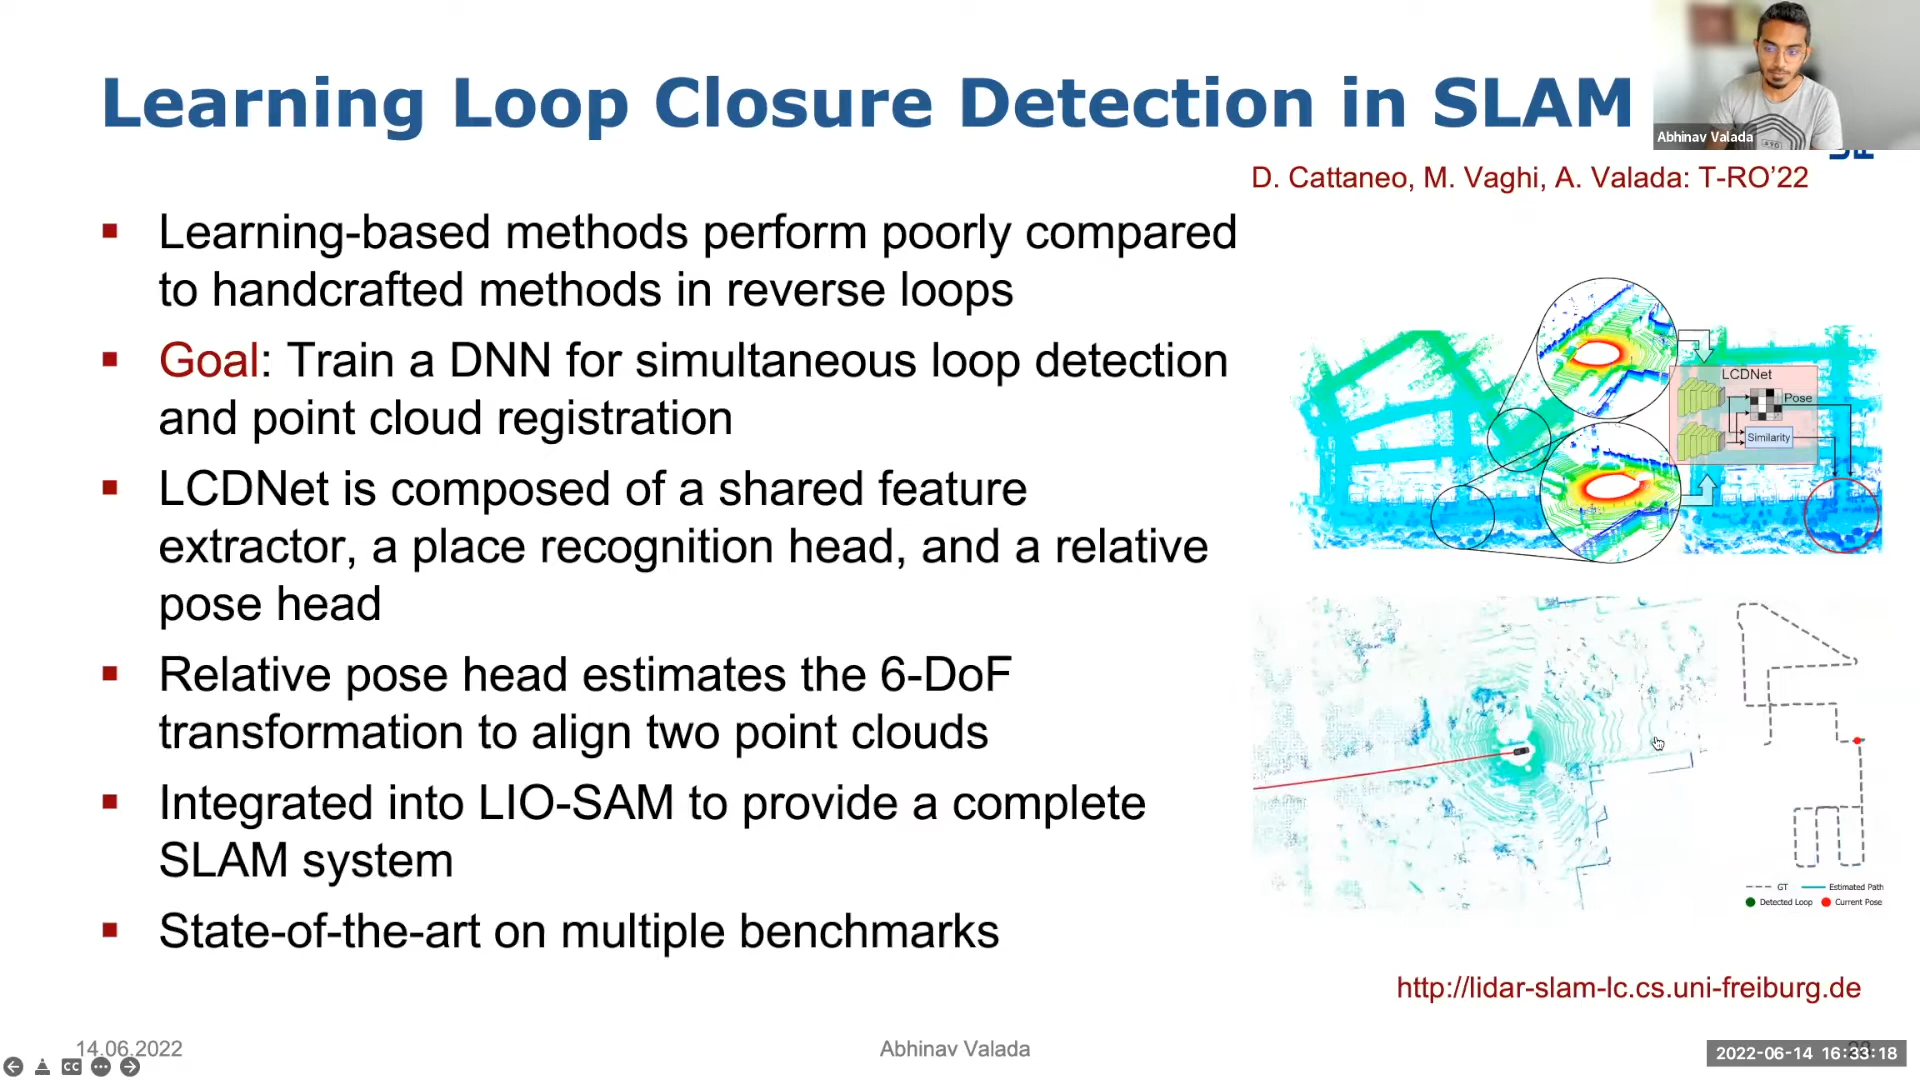 Learning Loop Closure Detection in SLAM
Abhinav Valada
D. Cattaneo, M. Vaghi, A. Valada: T-RO’22
▪ Learning-based methods perform poorly compared
to handcrafted methods in reverse loops
▪ Goal: Train a DNN for simultaneous loop detection
and point cloud registration
▪ LCDNet is composed of a shared feature
extractor, a place recognition head, and a relative
pose head
▪ Relative pose head estimates the 6-DoF
transformation to align two point clouds
▪ Integrated into LIO-SAM to provide a complete
SLAM system
▪ State-of-the-art on multiple benchmarks
LCDNet
Pose
Similarity
GT Estimated Path
Detected Loop Current Pose
http://lidar-slam-lc.cs.uni-freiburg.de
14.06.2022
Abhinav Valada
CC
2022-06-14 16:33:18